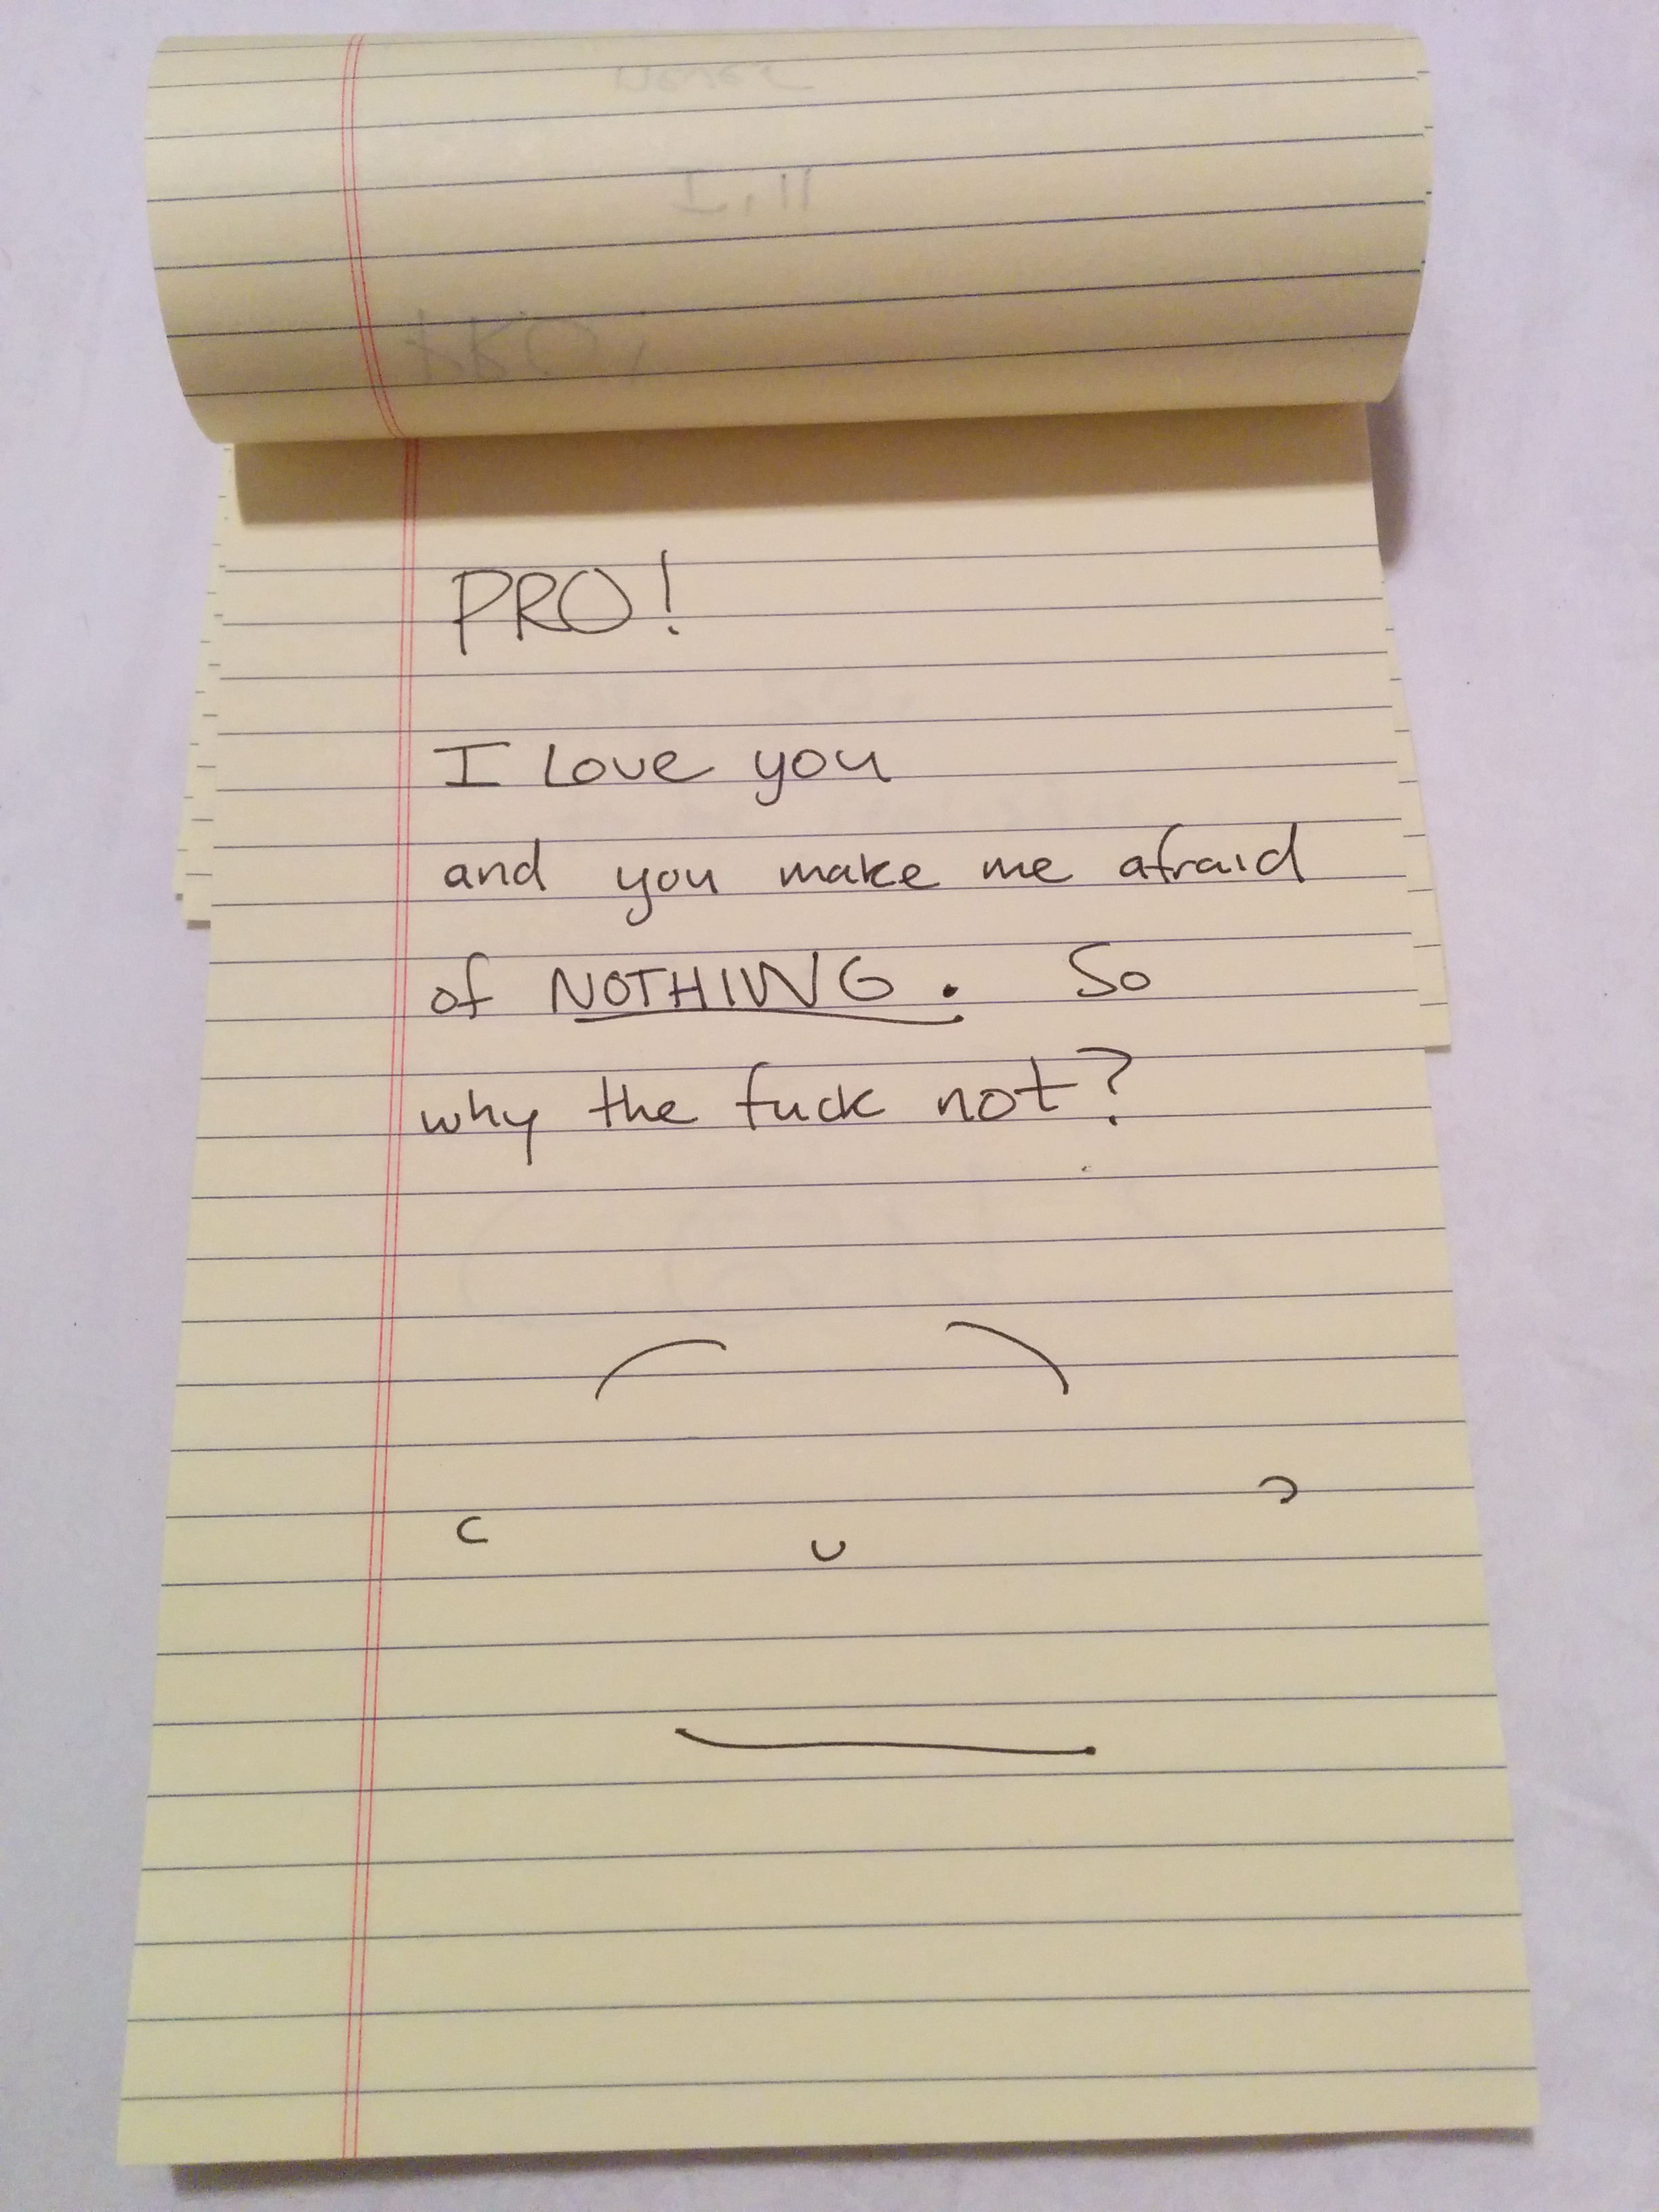 PRO!
I Love you
and you make me afraid
of NOTHING. So
why the fuck not?